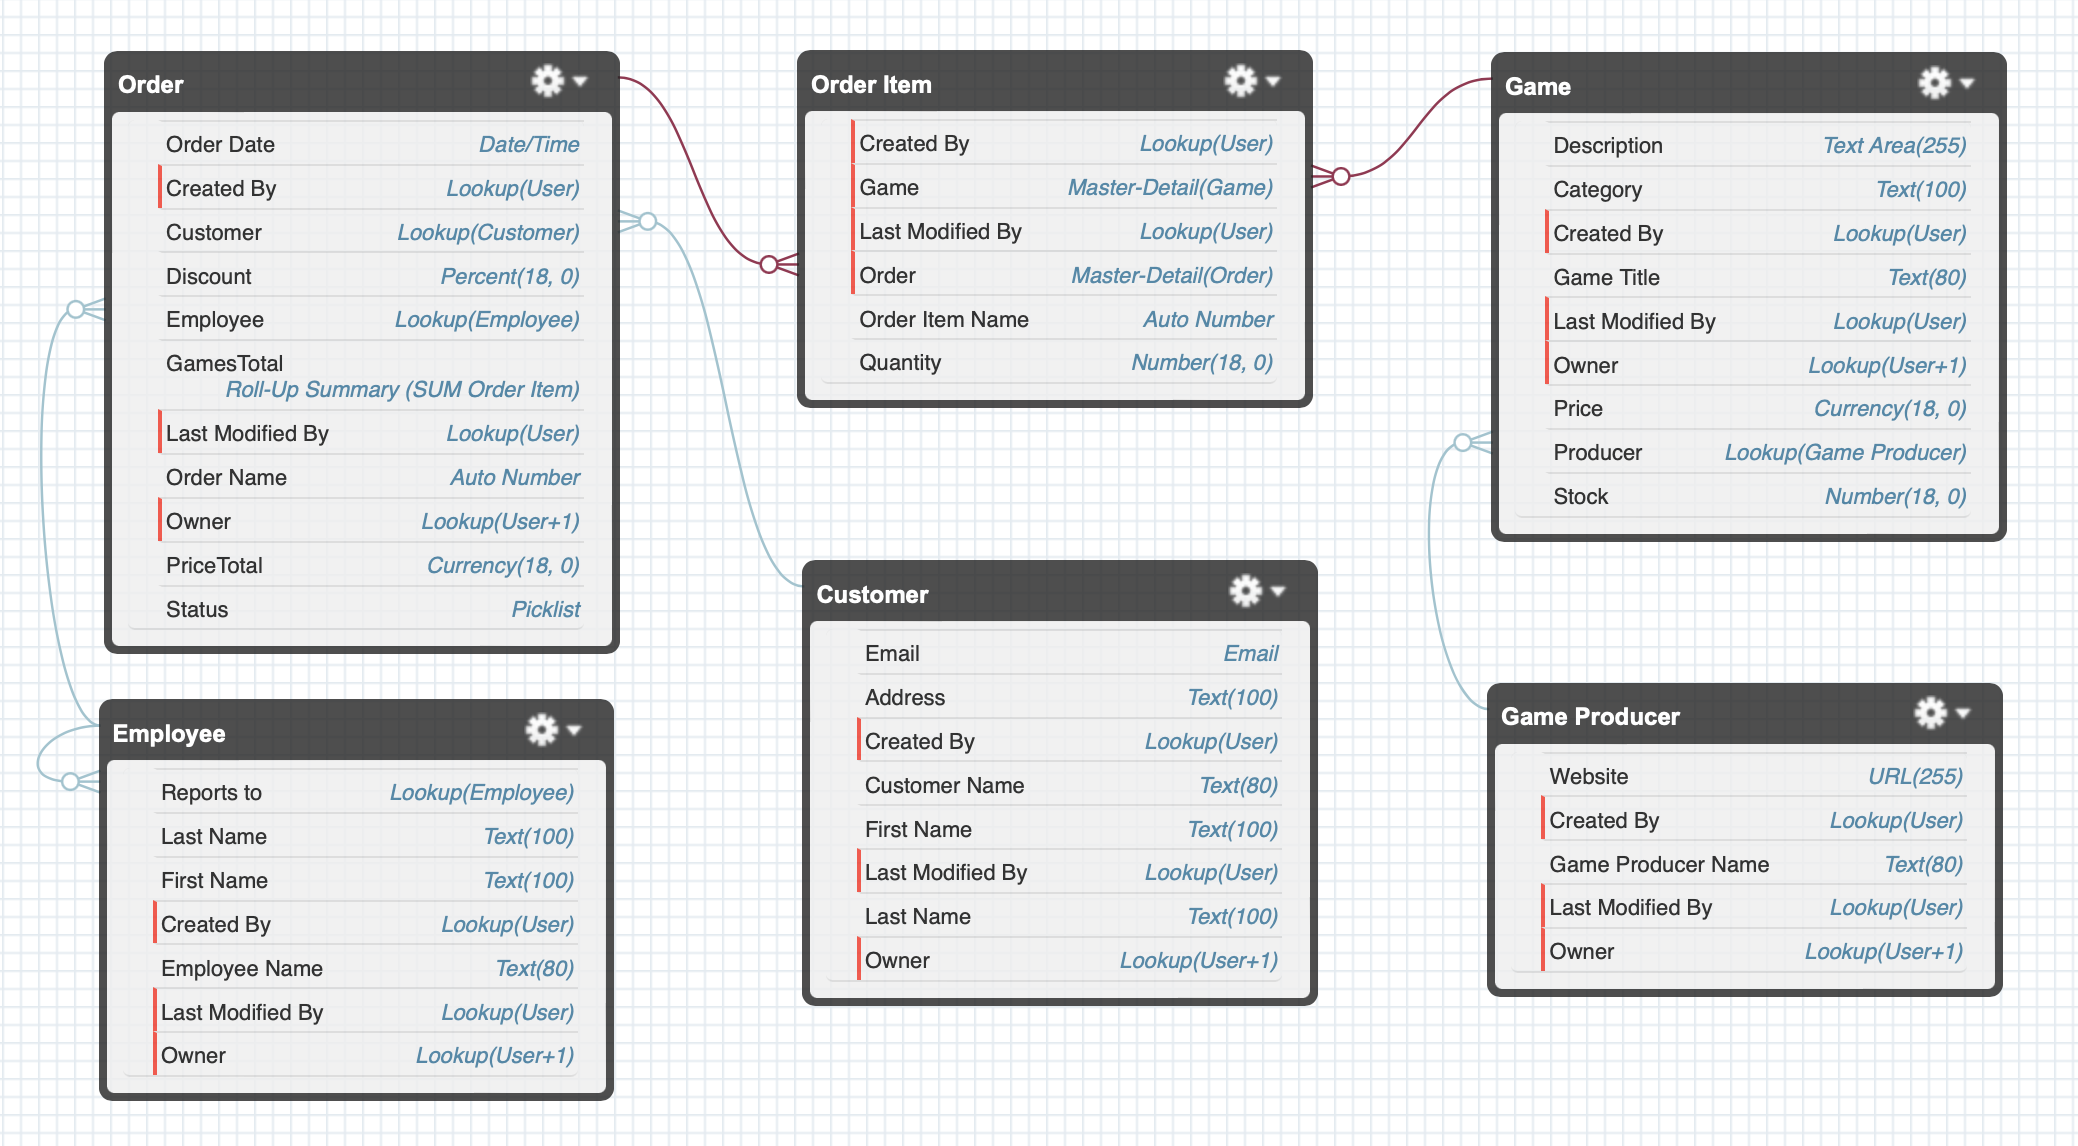 Order
Order Date Date/Time
Created By Lookup(User)
Customer Lookup(Customer)
Discount Percent(18, 0)
Employee Lookup(Employee)
GamesTotal
Roll-Up Summary (SUM Order Item)
Last Modified By Lookup(User)
Order Name Auto Number
Owner Lookup(User+1)
PriceTotal Currency(18, 0)
Status Picklist
Order Item
Created By Lookup(User)
Game Master-Detail(Game)
Last Modified By Lookup(User)
Order Master-Detail(Order)
Order Item Name Auto Number
Quantity Number(18, 0)
Game
Description Text Area(255)
Category Text(100)
Created By Lookup(User)
Game Title Text(80)
Last Modified By Lookup(User)
Owner Lookup(User+1)
Price Currency(18, 0)
Producer Lookup(Game Producer)
Stock Number(18, 0)
Employee
Reports to Lookup(Employee)
Last Name Text(100)
First Name Text(100)
Created By Lookup(User)
Employee Name Text(80)
Last Modified By Lookup(User)
Owner Lookup(User+1)
Customer
Email Email
Address Text(100)
Created By Lookup(User)
Customer Name Text(80)
First Name Text(100)
Last Modified By Lookup(User)
Last Name Text(100)
Owner Lookup(User+1)
Game Producer
Website URL(255)
Created By Lookup(User)
Game Producer Name Text(80)
Last Modified By Lookup(User)
Owner Lookup(User+1)